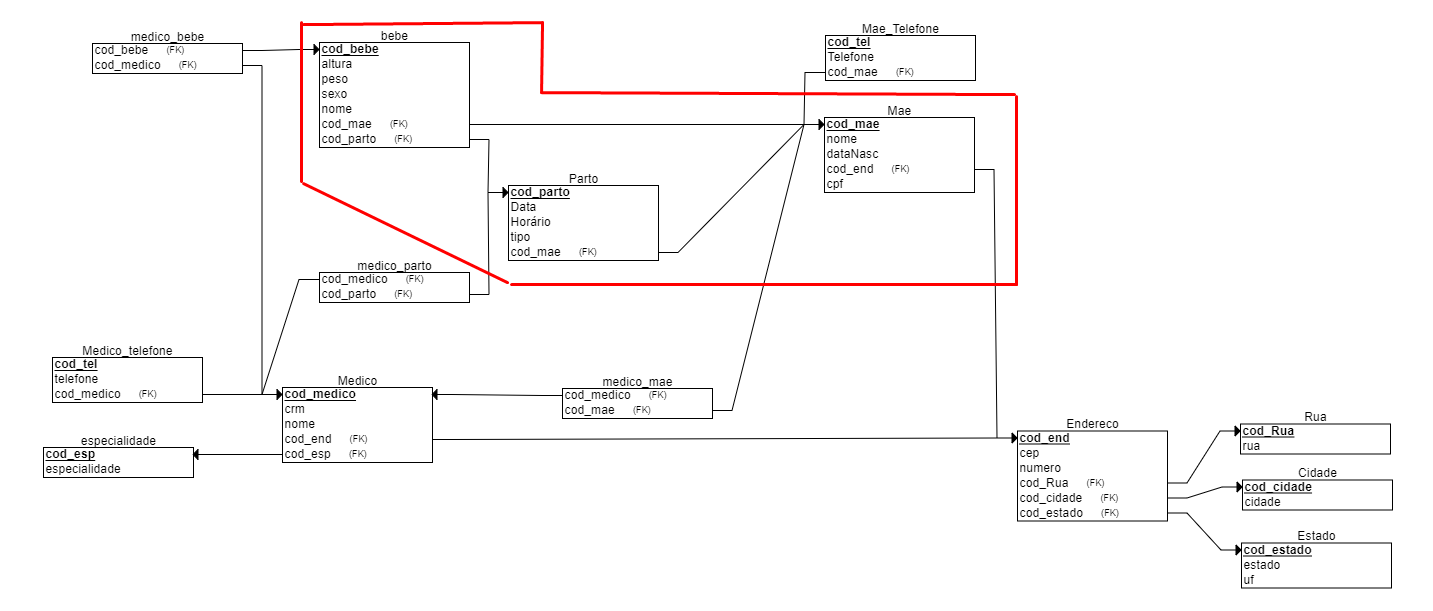 medico_bebe
cod_bebe (FK)
cod_medico (FK)
bebe
cod_bebe
altura
peso
sexo
nome
cod_mae (FK)
cod_parto (FK)
Mae_Telefone
cod_tel
Telefone
cod_mae (FK)
Mae
cod_mae
nome
dataNasc
cod_end (FK)
cpf
Parto
cod_parto
Data
Horário
tipo
cod_mae (FK)
medico_parto
cod_medico (FK)
cod_parto (FK)
Medico_telefone
cod_tel
telefone
cod_medico (FK)
Medico
cod_medico
crm
nome
cod_end (FK)
cod_esp (FK)
medico_mae
cod_medico (FK)
cod_mae (FK)
especialidade
cod_esp
especialidade
Endereco
cod_end
cep
numero
cod_Rua (FK)
cod_cidade (FK)
cod_estado (FK)
Rua
cod_Rua
rua
Cidade
cod_cidade
cidade
Estado
cod_estado
estado
uf